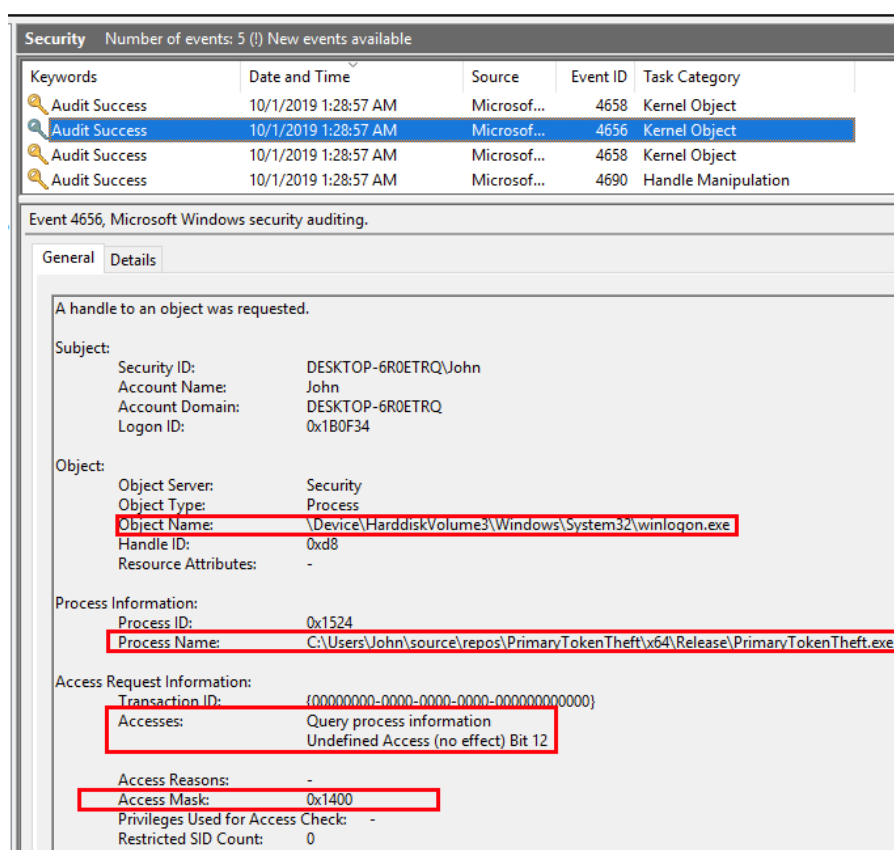 Security Number of events: 5 (!) New events available
Keywords Date and Time Source Event ID Task Category
Audit Success 10/1/2019 1:28:57 AM Microsof... 4658 Kernel Object
Audit Success 10/1/2019 1:28:57 AM Microsof... 4656 Kernel Object
Audit Success 10/1/2019 1:28:57 AM Microsof... 4658 Kernel Object
Audit Success 10/1/2019 1:28:57 AM Microsof... 4690 Handle Manipulation
Event 4656, Microsoft Windows security auditing.
General Details
A handle to an object was requested.
Subject:
Security ID: DESKTOP-6R0ETRQ\John
Account Name: John
Account Domain: DESKTOP-6R0ETRQ
Logon ID: 0x1B0F34
Object:
Object Server: Security
Object Type: Process
Object Name: \Device\HarddiskVolume3\Windows\System32\winlogon.exe
Handle ID: 0xd8
Resource Attributes: -
Process Information:
Process ID: 0x1524
Process Name: C:\Users\John\source\repos\PrimaryTokenTheft\x64\Release\PrimaryTokenTheft.exe
Access Request Information:
Transaction ID: {00000000-0000-0000-0000-000000000000}
Accesses: Query process information
Undefined Access (no effect) Bit 12
Access Reasons: -
Access Mask: 0x1400
Privileges Used for Access Check: -
Restricted SID Count: 0